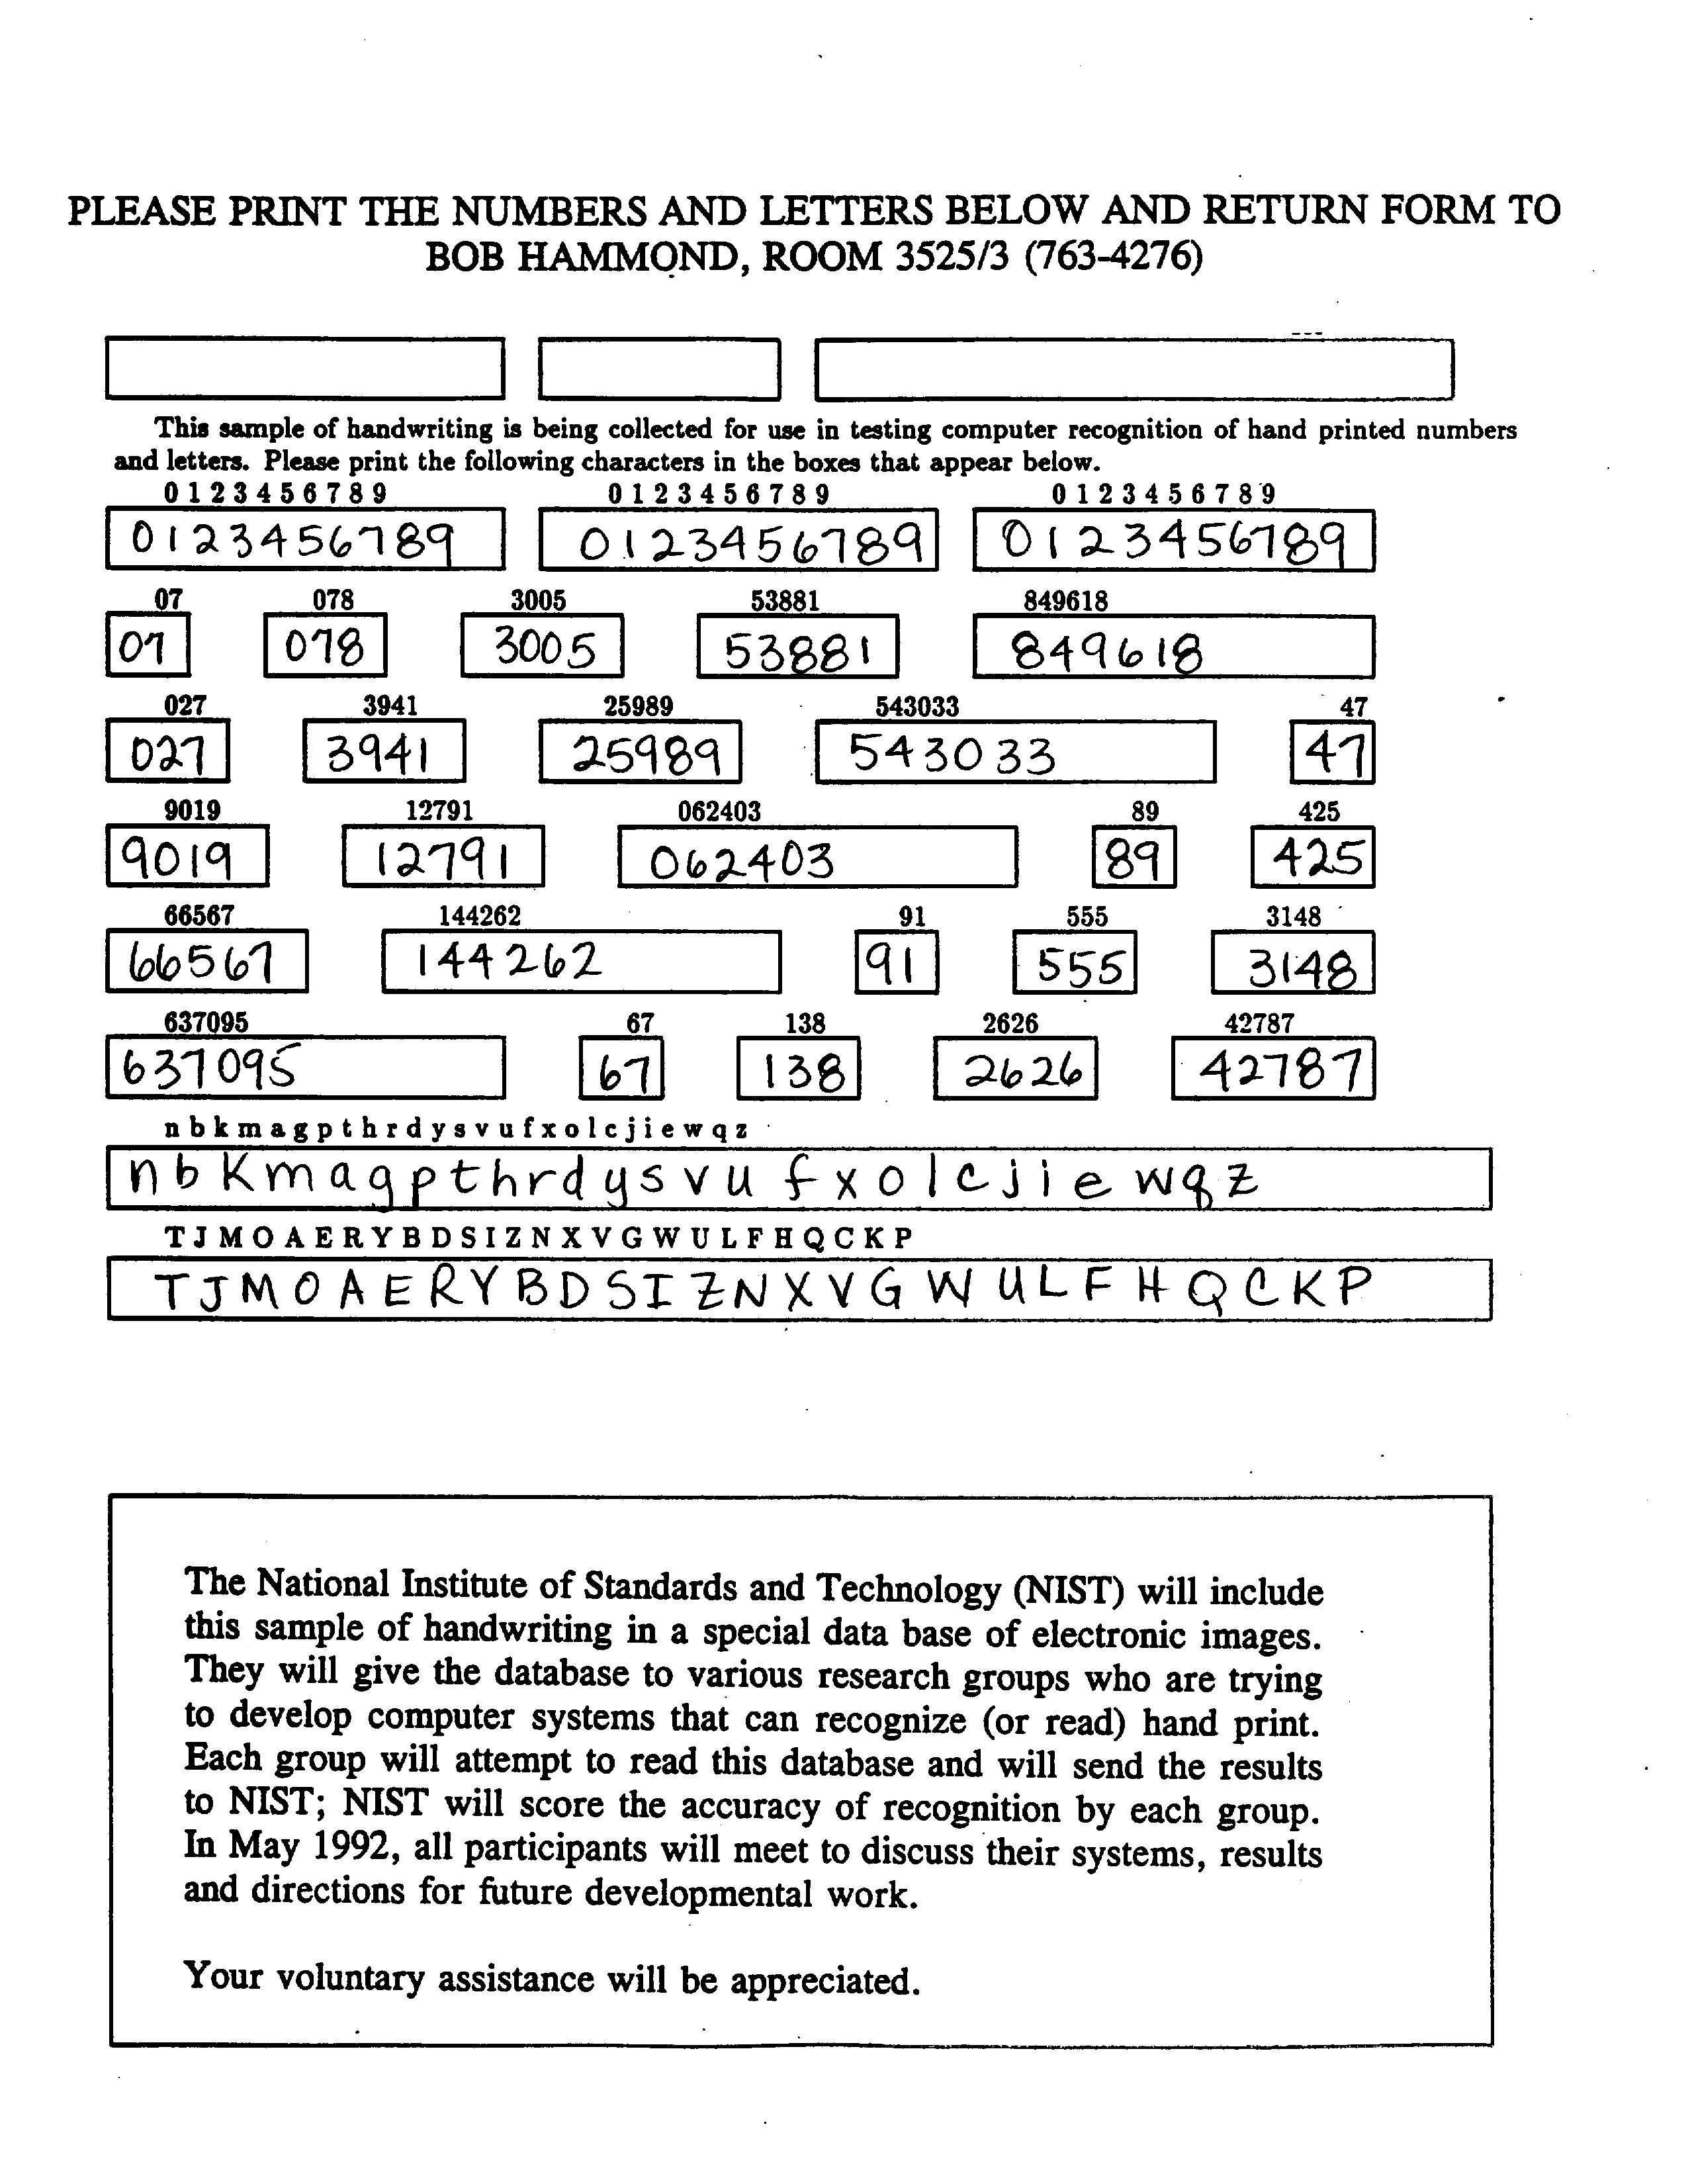 PLEASE PRINT THE NUMBERS AND LETTERS BELOW AND RETURN FORM TO
BOB HAMMOND, ROOM 3525/3 (763-4276)
This sample of handwriting is being collected for use in testing computer recognition of hand printed numbers
and letters. Please print the following characters in the boxes that appear below.
0 1 2 3 4 5 6 7 8 9 0 1 2 3 4 5 6 7 8 9 0 1 2 3 4 5 6 7 8 9
0123456789 0123456789 0123456789
07 078 3005 53881 849618
07 078 3005 53881 849618
027 3941 25989 543033 47
027 3941 25989 543033 47
9019 12791 062403 89 425
9019 12791 062403 89 425
66567 144262 91 555 3148
66567 144262 91 555 3148
637095 67 138 2626 42787
637095 67 138 2626 42787
n b k m a g p t h r d y s v u f x o l c j i e w q z
n b k m a g p t h r d y s v u f x o l c j i e w q z
T J M O A E R Y B D S I Z N X V G W U L F H Q C K P
T J M O A E R Y B D S I Z N X V G W U L F H Q C K P
The National Institute of Standards and Technology (NIST) will include
this sample of handwriting in a special data base of electronic images.
They will give the database to various research groups who are trying
to develop computer systems that can recognize (or read) hand print.
Each group will attempt to read this database and will send the results
to NIST; NIST will score the accuracy of recognition by each group.
In May 1992, all participants will meet to discuss their systems, results
and directions for future developmental work.
Your voluntary assistance will be appreciated.